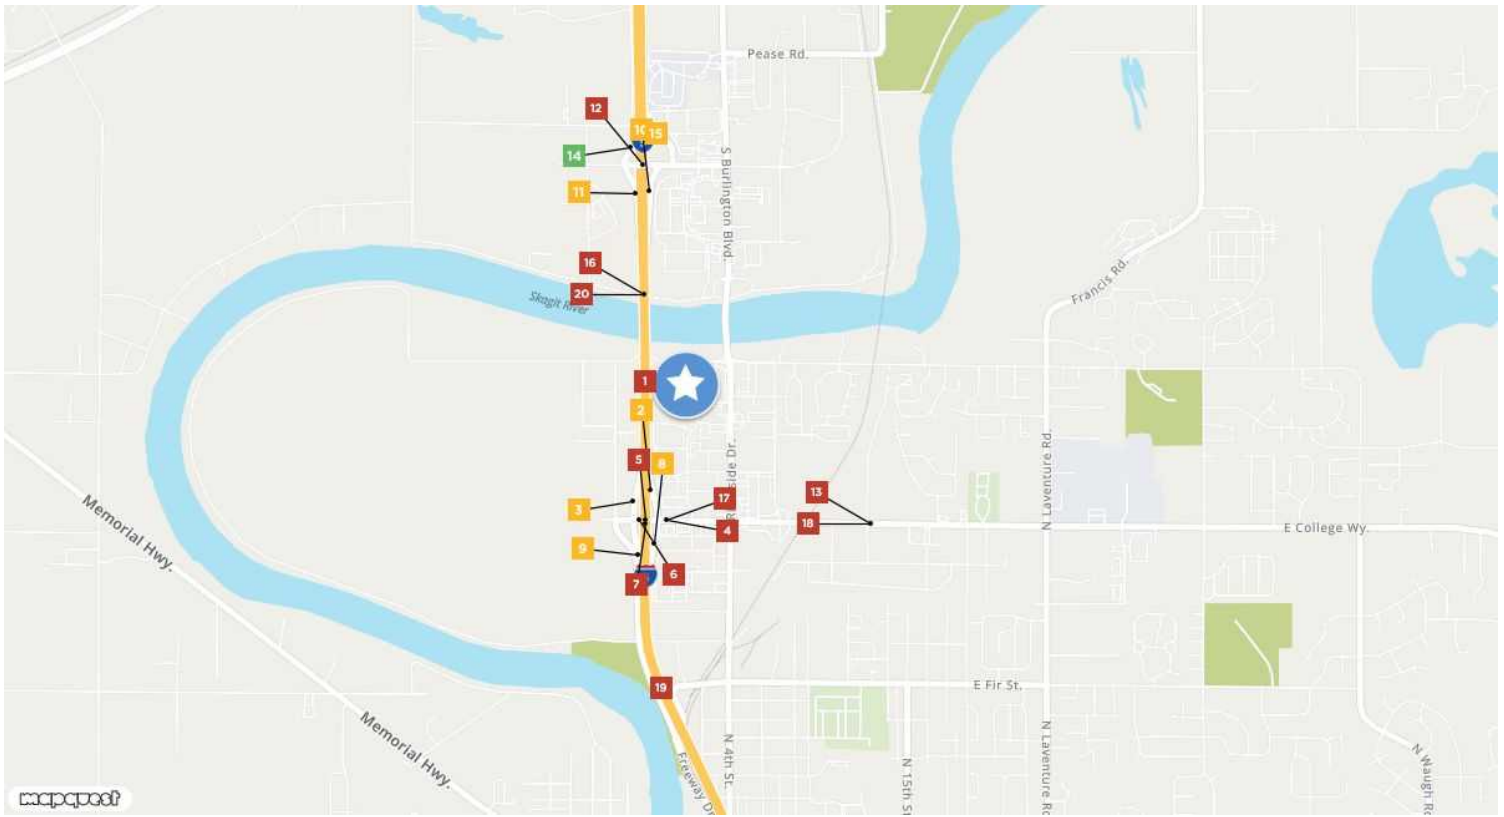 Pease Rd.
12
10
15
14
11
S Burlington Blvd.
16
20
Skagit River
Francis Rd.
1
2
5
8
3
17
13
4
18
N Laventure Rd.
E College Wy.
9
6
7
Memorial Hwy.
19
E Fir St.
Memorial Hwy.
N 4th St.
Freeway Dr
N 15th St
N Laventure Rd
N Waugh Rd
side Dr.
mapquest